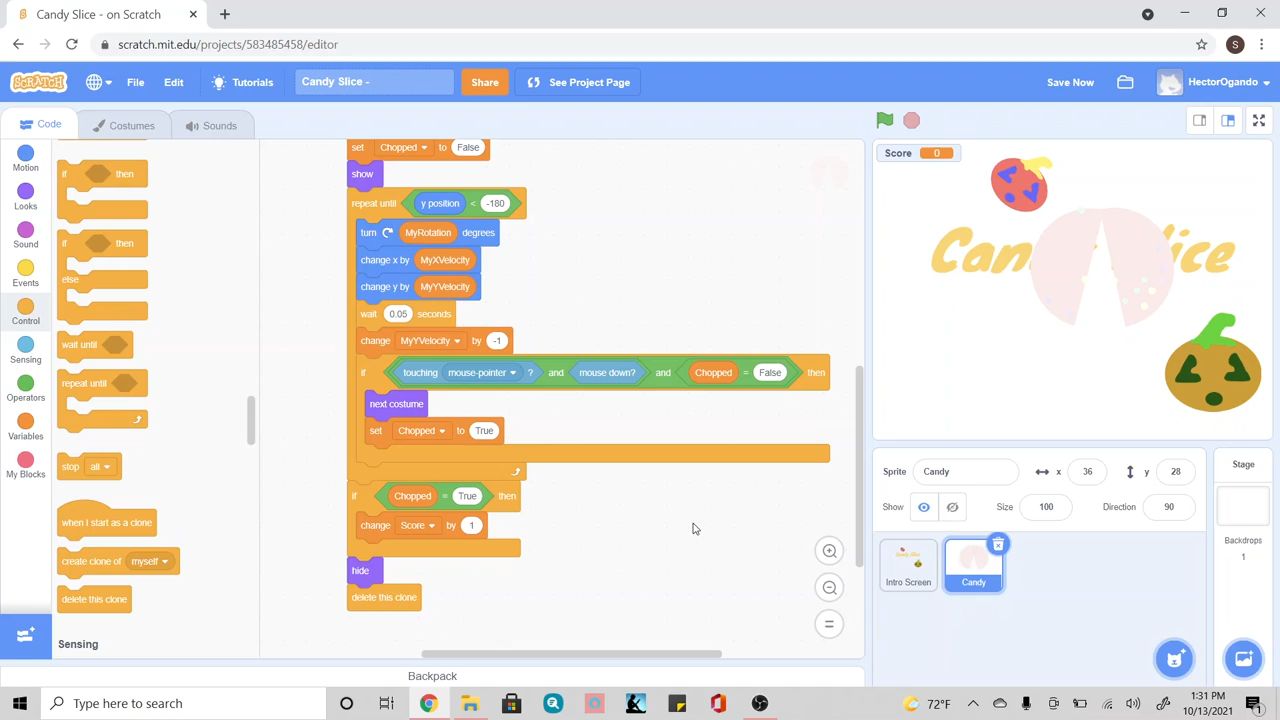 Candy Slice - on Scratch
scratch.mit.edu/projects/583485458/editor
S
SCRATCH
File
Edit
Tutorials
Candy Slice -
Share
See Project Page
Save Now
HectorOgando
Code
Costumes
Sounds
Motion
Looks
Sound
Events
Control
Sensing
Operators
Variables
My Blocks
if then
if then
else
wait until
repeat until
stop all
when I start as a clone
create clone of myself
delete this clone
Sensing
set Chopped to False
show
repeat until y position < -180
turn MyRotation degrees
change x by MyXVelocity
change y by MyYVelocity
wait 0.05 seconds
change MyYVelocity by -1
if touching mouse-pointer ? and mouse down? and Chopped = False then
next costume
set Chopped to True
if Chopped = True then
change Score by 1
hide
delete this clone
Backpack
Score 0
Candy Slice
Sprite Candy x 36 y 28
Show Size 100 Direction 90
Intro Screen
Candy
Stage
Backdrops
1
Type here to search
72°F
1:31 PM
10/13/2021
1